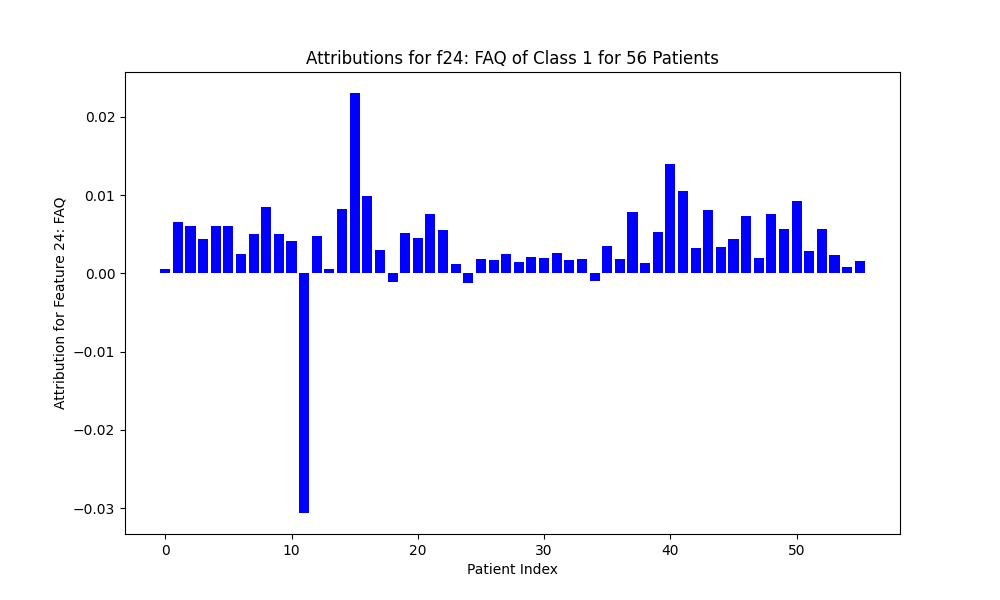 Attributions for f24: FAQ of Class 1 for 56 Patients
Attribution for Feature 24: FAQ
0.02
0.01
0.00
−0.01
−0.02
−0.03
0 10 20 30 40 50
Patient Index